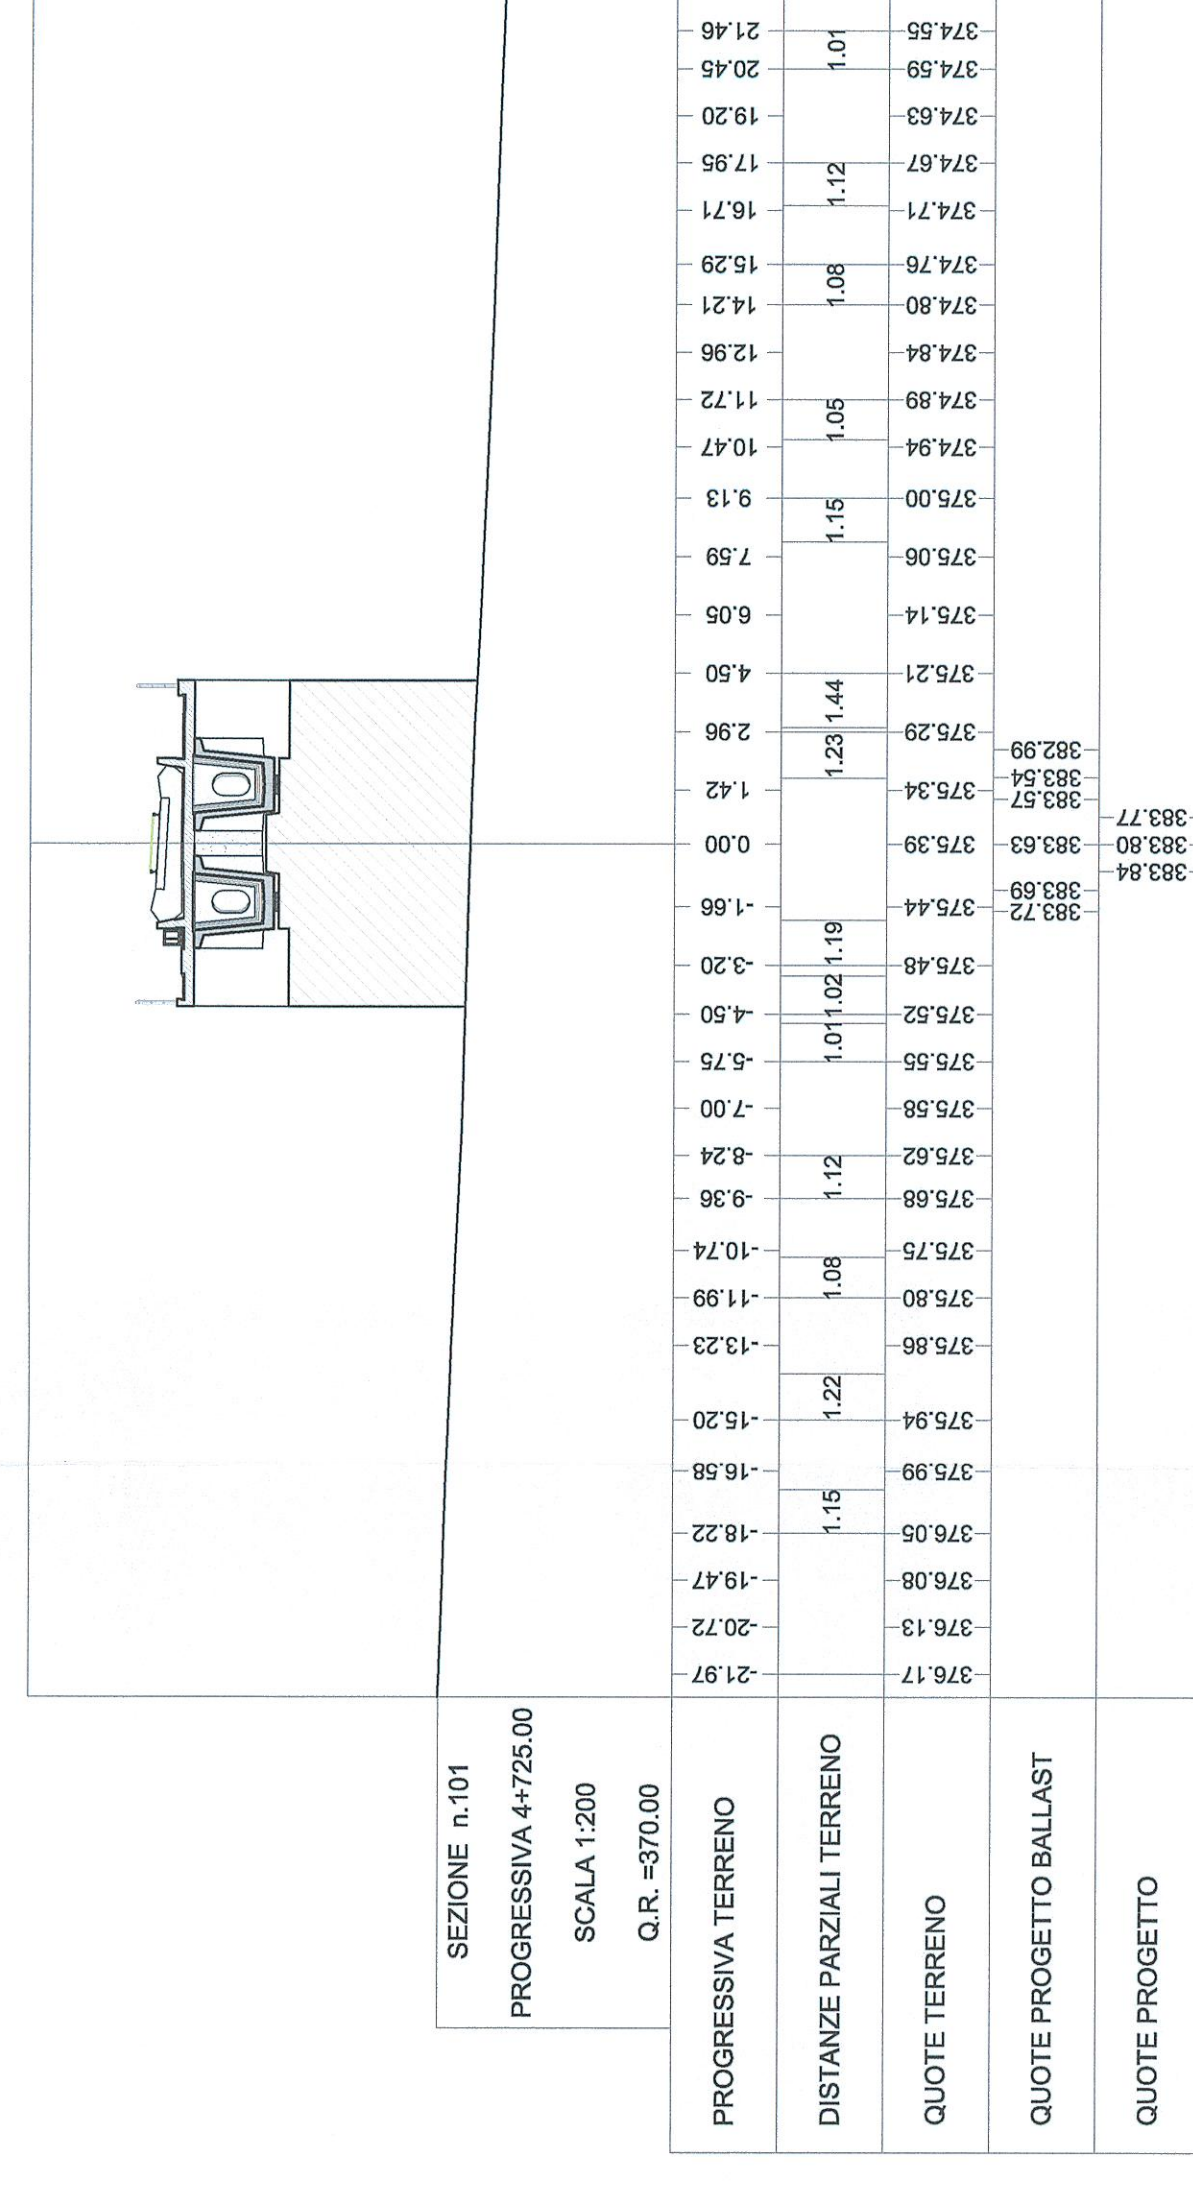 SEZIONE n.101
PROGRESSIVA 4+725.00
SCALA 1:200
Q.R. =370.00
PROGRESSIVA TERRENO
-21.97 -20.72 -19.47 -18.22 -16.58 -15.20 -13.23 -11.99 -10.74 -9.36 -8.24 -7.00 -5.75 -4.50 -3.20 -1.66 0.00 1.42 2.96 4.50 6.05 7.59 9.13 10.47 11.72 12.96 14.21 15.29 16.71 17.95 19.20 20.45 21.46
DISTANZE PARZIALI TERRENO
1.15 1.22 1.08 1.12 1.01 1.02 1.19 1.23 1.44 1.15 1.05 1.08 1.12 1.01
QUOTE TERRENO
376.17 376.13 376.08 376.05 375.99 375.94 375.86 375.80 375.75 375.68 375.62 375.58 375.55 375.52 375.48 375.44 375.39 375.34 375.29 375.21 375.14 375.06 375.00 374.94 374.89 374.84 374.80 374.76 374.71 374.67 374.63 374.59 374.55
QUOTE PROGETTO BALLAST
383.72 383.69 383.63 383.57 383.54 382.99
QUOTE PROGETTO
383.84 383.80 383.77